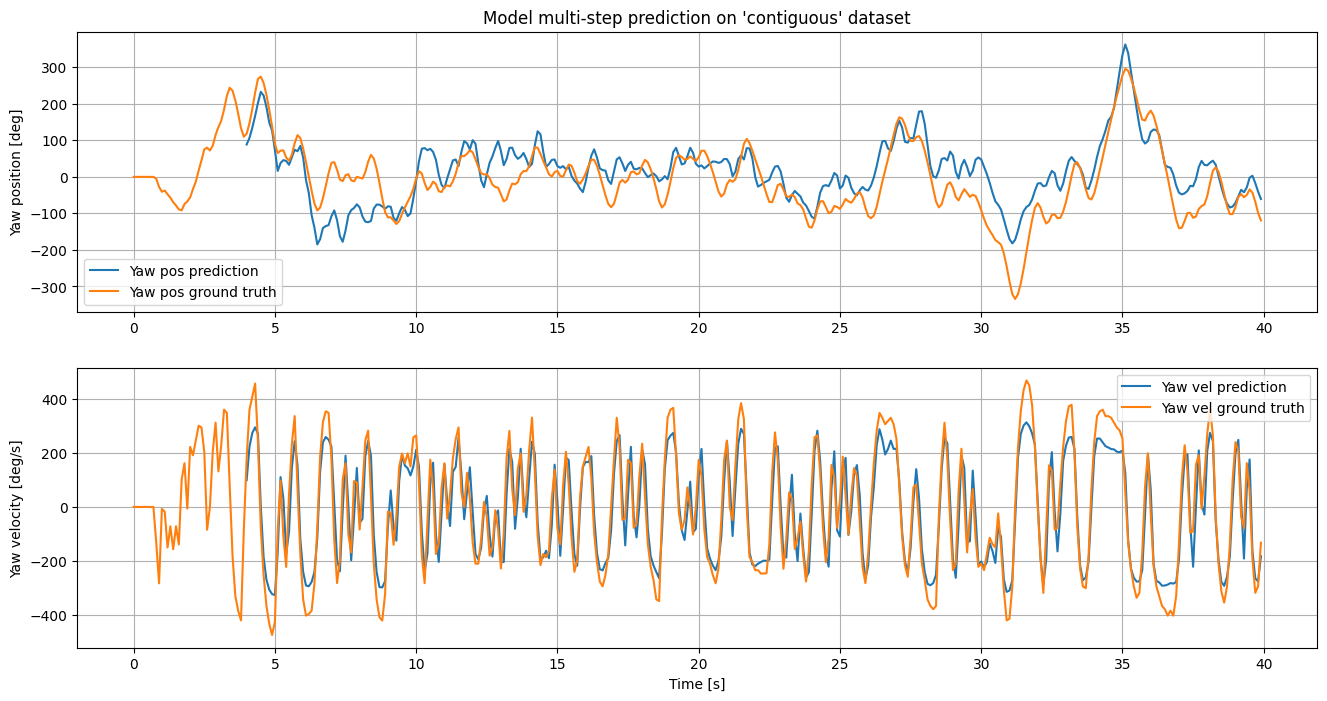 Model multi-step prediction on 'contiguous' dataset
Yaw position [deg]
300
200
100
0
−100
−200
−300
Yaw pos prediction
Yaw pos ground truth
0 5 10 15 20 25 30 35 40
Yaw velocity [deg/s]
400
200
0
−200
−400
Yaw vel prediction
Yaw vel ground truth
0 5 10 15 20 25 30 35 40
Time [s]